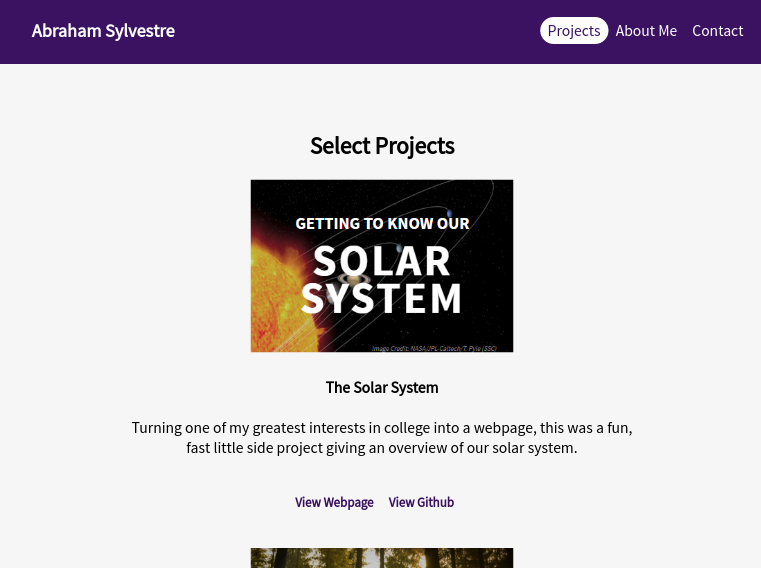 Abraham Sylvestre
Projects
About Me
Contact
Select Projects
GETTING TO KNOW OUR
SOLAR
SYSTEM
Image Credit: NASA/JPL-Caltech/T. Pyle (SSC)
The Solar System
Turning one of my greatest interests in college into a webpage, this was a fun,
fast little side project giving an overview of our solar system.
View Webpage
View Github